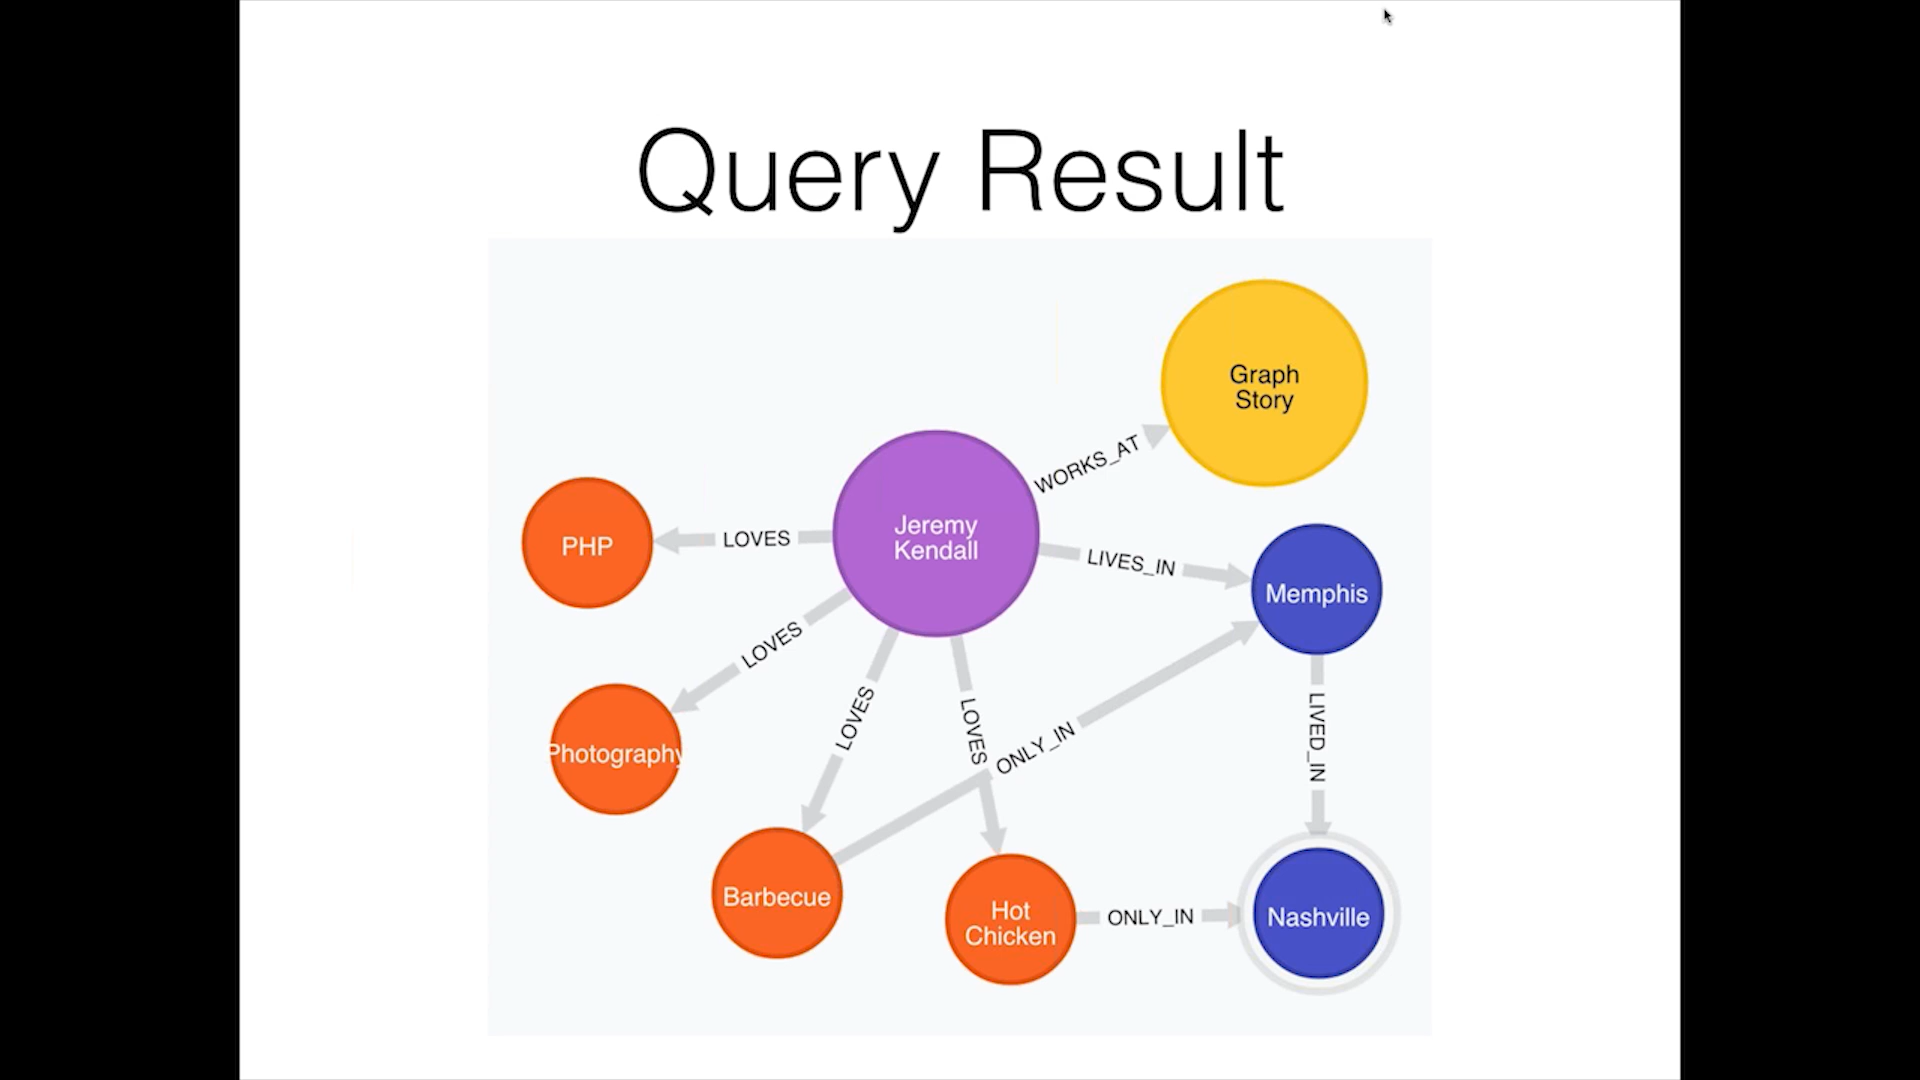 Query Result
Graph
Story
WORKS_AT
Jeremy
Kendall
PHP
LOVES
LIVES_IN
Memphis
LOVES
Photography
LOVES
LOVES
ONLY_IN
LIVED_IN
Barbecue
Hot
Chicken
ONLY_IN
Nashville